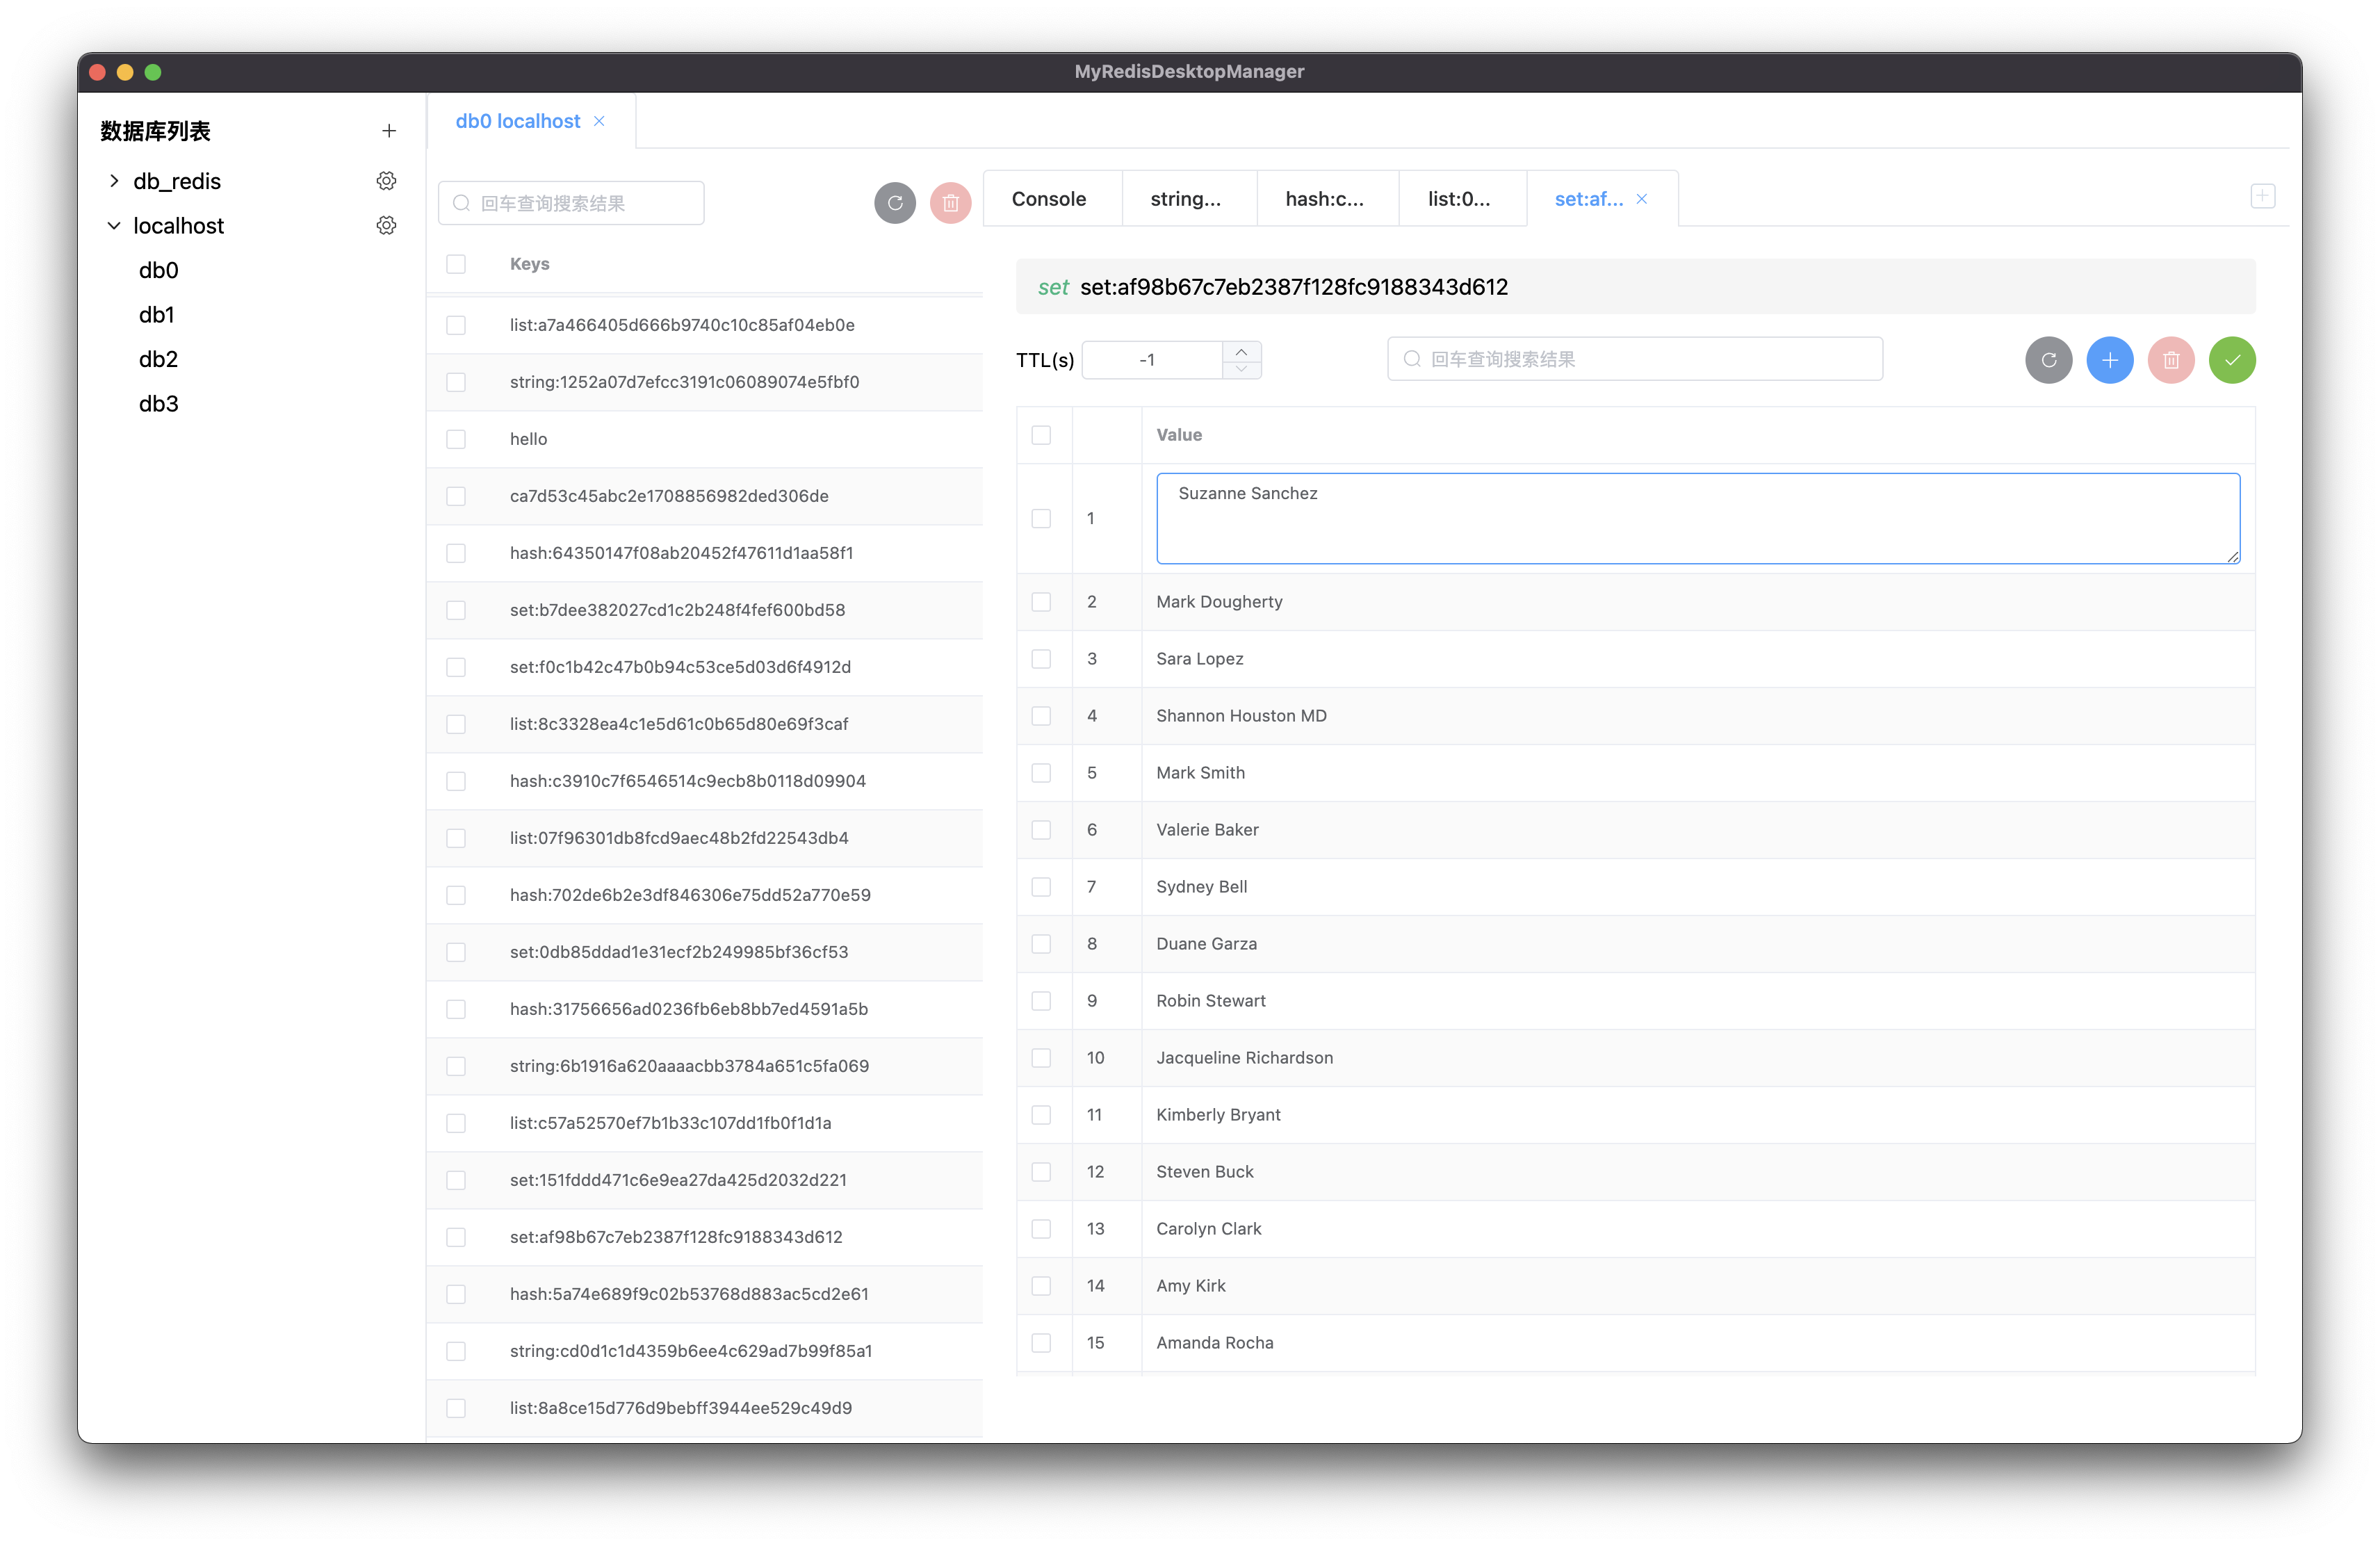 MyRedisDesktopManager
数据库列表
db_redis
localhost
db0
db1
db2
db3
db0 localhost
回车查询搜索结果
Keys
list:a7a466405d666b9740c10c85af04eb0e
string:1252a07d7efcc3191c06089074e5fbf0
hello
ca7d53c45abc2e1708856982ded306de
hash:64350147f08ab20452f47611d1aa58f1
set:b7dee382027cd1c2b248f4fef600bd58
set:f0c1b42c47b0b94c53ce5d03d6f4912d
list:8c3328ea4c1e5d61c0b65d80e69f3caf
hash:c3910c7f6546514c9ecb8b0118d09904
list:07f96301db8fcd9aec48b2fd22543db4
hash:702de6b2e3df846306e75dd52a770e59
set:0db85ddad1e31ecf2b249985bf36cf53
hash:31756656ad0236fb6eb8bb7ed4591a5b
string:6b1916a620aaaacbb3784a651c5fa069
list:c57a52570ef7b1b33c107dd1fb0f1d1a
set:151fddd471c6e9ea27da425d2032d221
set:af98b67c7eb2387f128fc9188343d612
hash:5a74e689f9c02b53768d883ac5cd2e61
string:cd0d1c1d4359b6ee4c629ad7b99f85a1
list:8a8ce15d776d9bebff3944ee529c49d9
Console string... hash:c... list:0... set:af...
set set:af98b67c7eb2387f128fc9188343d612
TTL(s) -1 回车查询搜索结果
Value
1 Suzanne Sanchez
2 Mark Dougherty
3 Sara Lopez
4 Shannon Houston MD
5 Mark Smith
6 Valerie Baker
7 Sydney Bell
8 Duane Garza
9 Robin Stewart
10 Jacqueline Richardson
11 Kimberly Bryant
12 Steven Buck
13 Carolyn Clark
14 Amy Kirk
15 Amanda Rocha